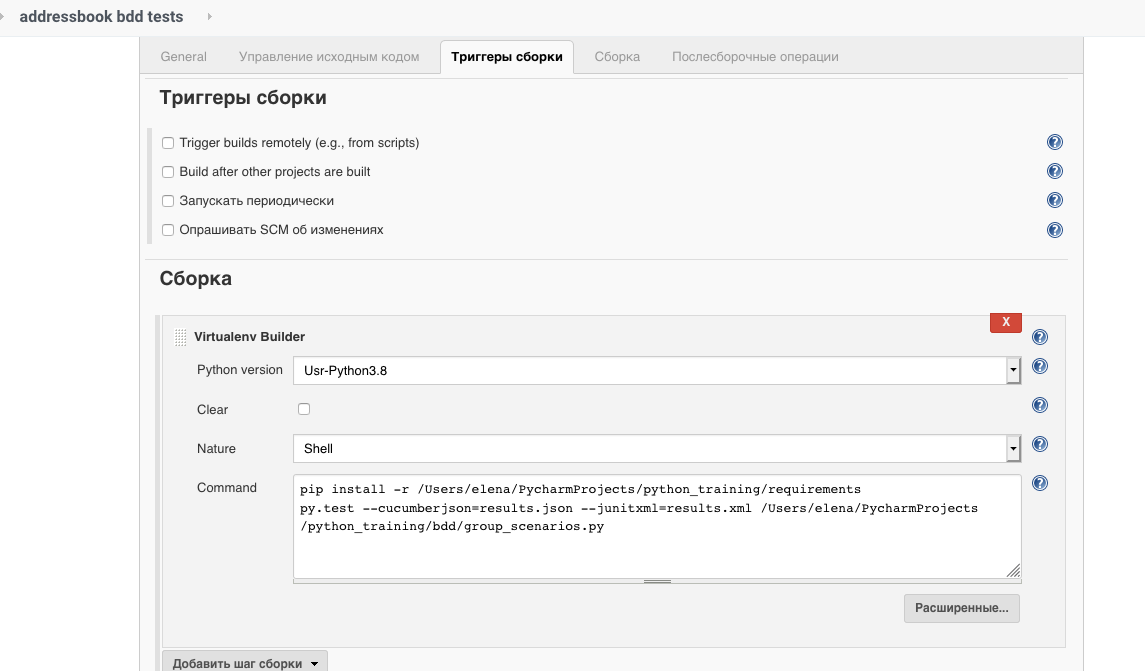 addressbook bdd tests
General Управление исходным кодом Триггеры сборки Сборка Послесборочные операции
Триггеры сборки
Trigger builds remotely (e.g., from scripts)
Build after other projects are built
Запускать периодически
Опрашивать SCM об изменениях
Сборка
X
Virtualenv Builder
Python version Usr-Python3.8
Clear
Nature Shell
Command
pip install -r /Users/elena/PycharmProjects/python_training/requirements
py.test --cucumberjson=results.json --junitxml=results.xml /Users/elena/PycharmProjects
/python_training/bdd/group_scenarios.py
Расширенные...
Добавить шаг сборки